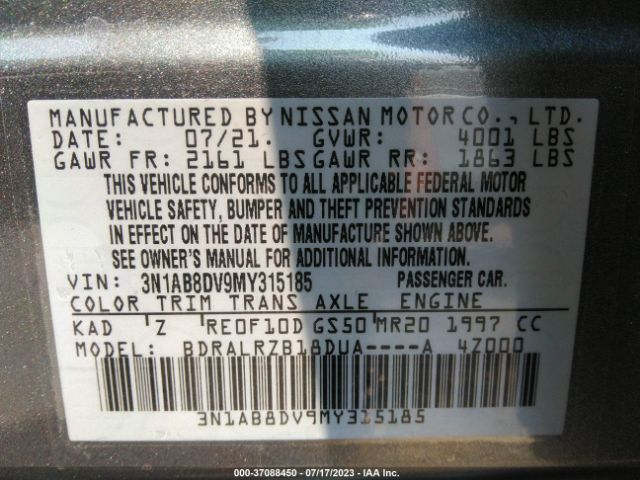 MANUFACTURED BY NISSAN MOTOR CO., LTD.
DATE: 07/21. GVWR: 4001 LBS
GAWR FR: 2161 LBS GAWR RR: 1863 LBS
THIS VEHICLE CONFORMS TO ALL APPLICABLE FEDERAL MOTOR
VEHICLE SAFETY, BUMPER AND THEFT PREVENTION STANDARDS
IN EFFECT ON THE DATE OF MANUFACTURE SHOWN ABOVE.
SEE OWNER'S MANUAL FOR ADDITIONAL INFORMATION.
VIN: 3N1AB8DV9MY315185 PASSENGER CAR.
COLOR TRIM TRANS AXLE ENGINE
KAD Z RE0F10D GS50 MR20 1997 CC
MODEL: BDRALRZB18DUA----A 4Z000
3N1AB8DV9MY315185
000-37088450 - 07/17/2023 - IAA Inc.